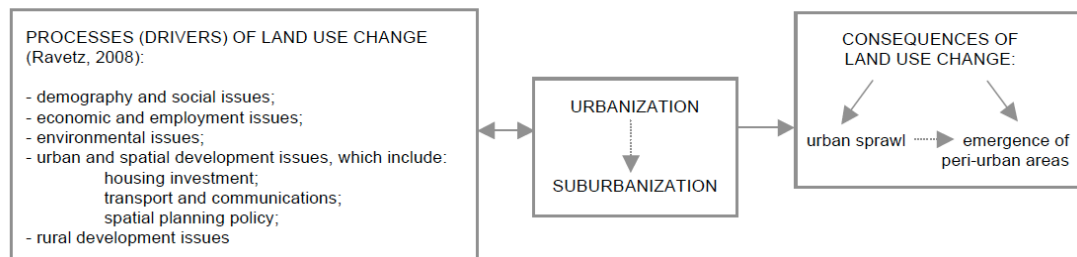 PROCESSES (DRIVERS) OF LAND USE CHANGE
(Ravetz, 2008):
- demography and social issues;
- economic and employment issues;
- environmental issues;
- urban and spatial development issues, which include:
housing investment;
transport and communications;
spatial planning policy;
- rural development issues
URBANIZATION
SUBURBANIZATION
CONSEQUENCES OF
LAND USE CHANGE:
urban sprawl
emergence of
peri-urban areas